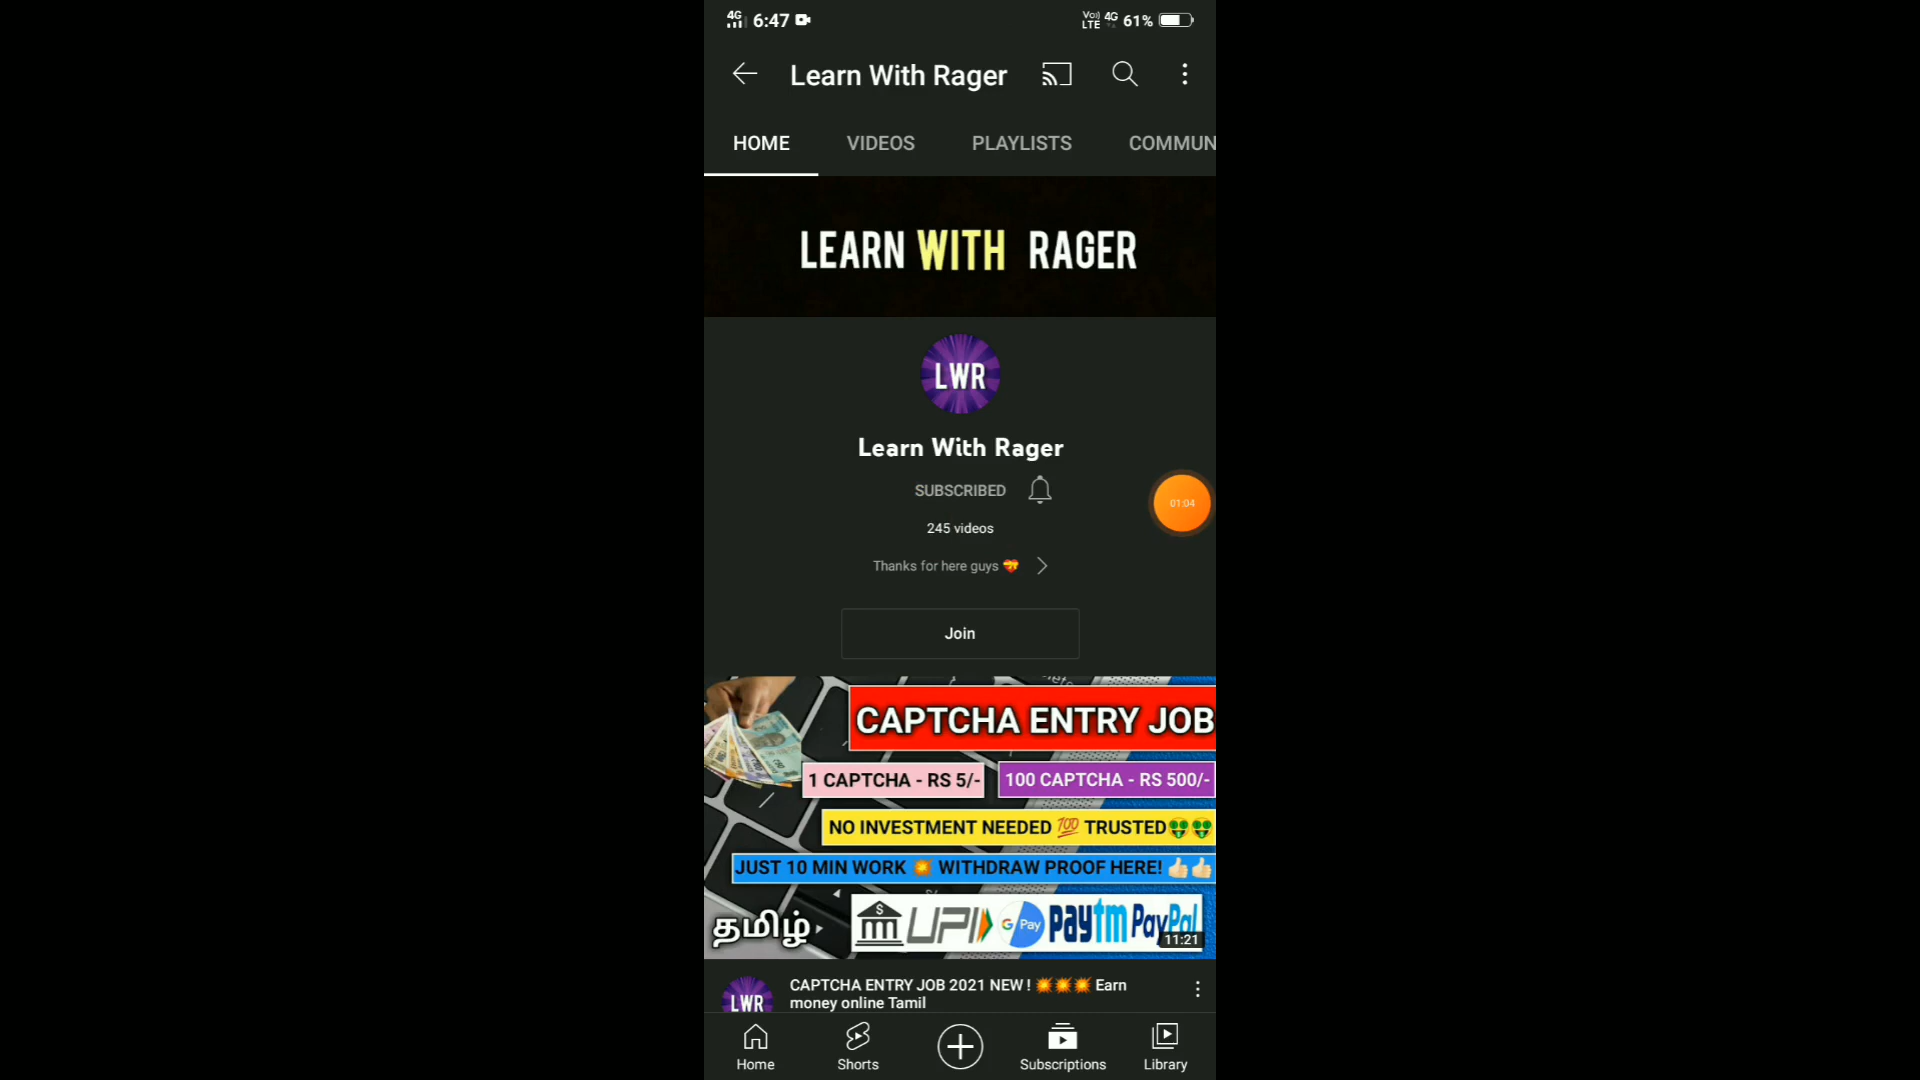 4G 6:47 Vo) LTE 4G 61%
Learn With Rager
HOME VIDEOS PLAYLISTS COMMUN
LEARN WITH RAGER
LWR
Learn With Rager
SUBSCRIBED
01:04
245 videos
Thanks for here guys 💝
Join
CAPTCHA ENTRY JOB
1 CAPTCHA - RS 5/- 100 CAPTCHA - RS 500/-
NO INVESTMENT NEEDED 💯 TRUSTED🤑🤑
JUST 10 MIN WORK 💥 WITHDRAW PROOF HERE! 👍🏻👍🏻
தமிழ் UPI G Pay paytm PayPal
11:21
LWR
CAPTCHA ENTRY JOB 2021 NEW ! 💥💥💥 Earn
money online Tamil
Home Shorts Subscriptions Library